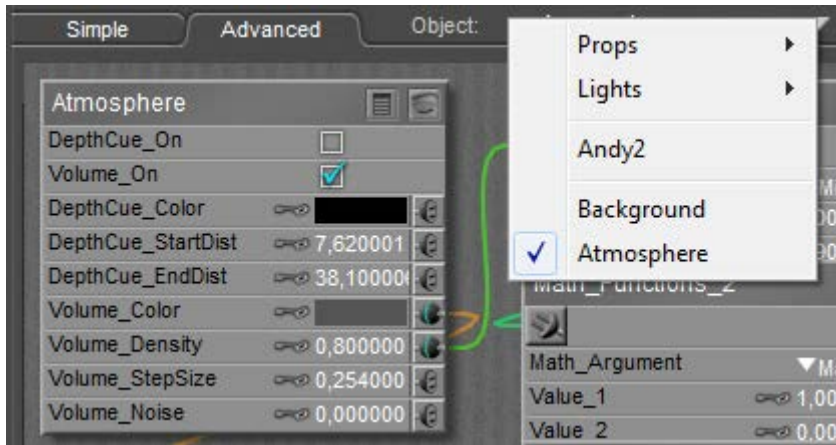 Simple
Advanced
Object:
Props
Lights
Andy2
Background
Atmosphere
Atmosphere
DepthCue_On
Volume_On
DepthCue_Color
DepthCue_StartDist 7,620001
DepthCue_EndDist 38,10000
Volume_Color
Volume_Density 0,800000
Volume_StepSize 0,254000
Volume_Noise 0,000000
Math_Functions_2
Math_Argument
Value_1 1,00
Value_2 0,00